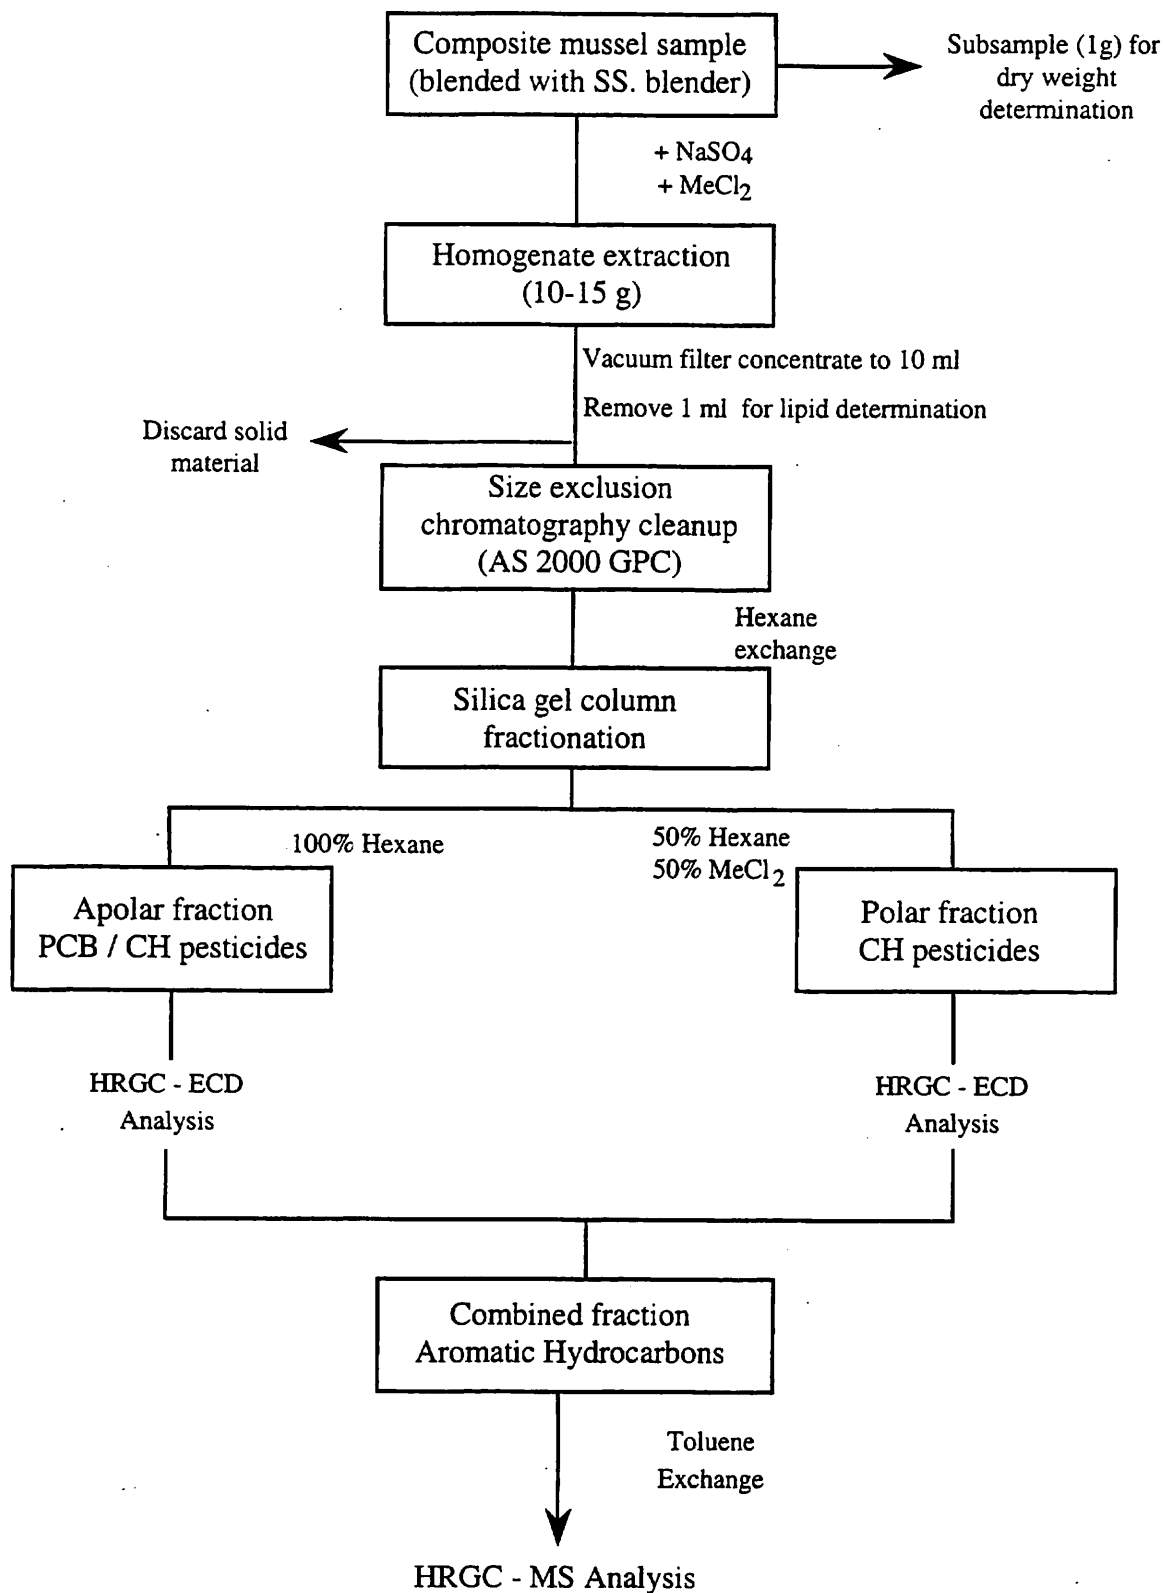 Composite mussel sample
(blended with SS. blender)
Subsample (1g) for
dry weight
determination
+ NaSO4
+ MeCl2
Homogenate extraction
(10-15 g)
Vacuum filter concentrate to 10 ml
Remove 1 ml for lipid determination
Discard solid
material
Size exclusion
chromatography cleanup
(AS 2000 GPC)
Hexane
exchange
Silica gel column
fractionation
100% Hexane
50% Hexane
50% MeCl2
Apolar fraction
PCB / CH pesticides
Polar fraction
CH pesticides
HRGC - ECD
Analysis
HRGC - ECD
Analysis
Combined fraction
Aromatic Hydrocarbons
Toluene
Exchange
HRGC - MS Analysis